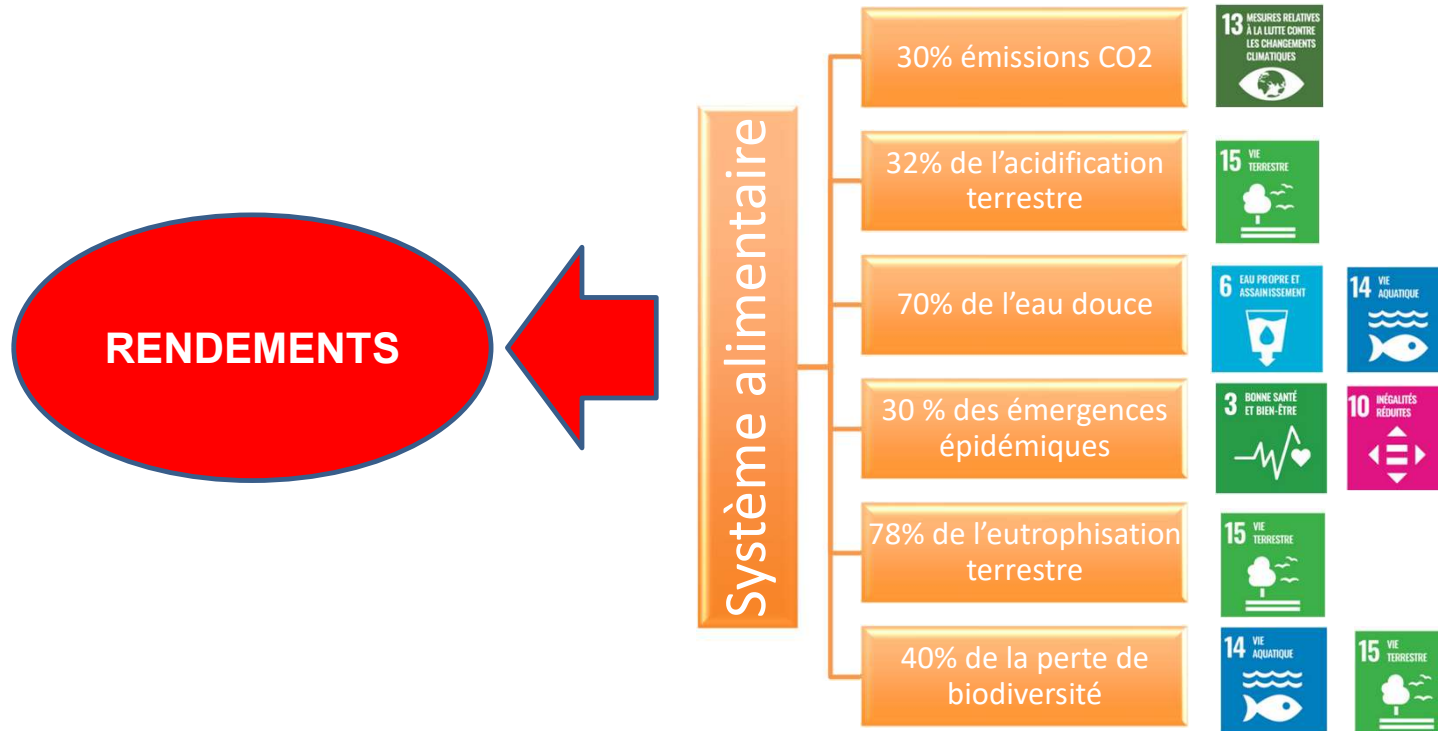 RENDEMENTS
Système alimentaire
30% émissions CO2
13 MESURES RELATIVES
À LA LUTTE CONTRE
LES CHANGEMENTS
CLIMATIQUES
32% de l’acidification
terrestre
15 VIE
TERRESTRE
70% de l’eau douce
6 EAU PROPRE ET
ASSAINISSEMENT
14 VIE
AQUATIQUE
30 % des émergences
épidémiques
3 BONNE SANTÉ
ET BIEN-ÊTRE
10 INÉGALITÉS
RÉDUITES
78% de l’eutrophisation
terrestre
15 VIE
TERRESTRE
40% de la perte de
biodiversité
14 VIE
AQUATIQUE
15 VIE
TERRESTRE